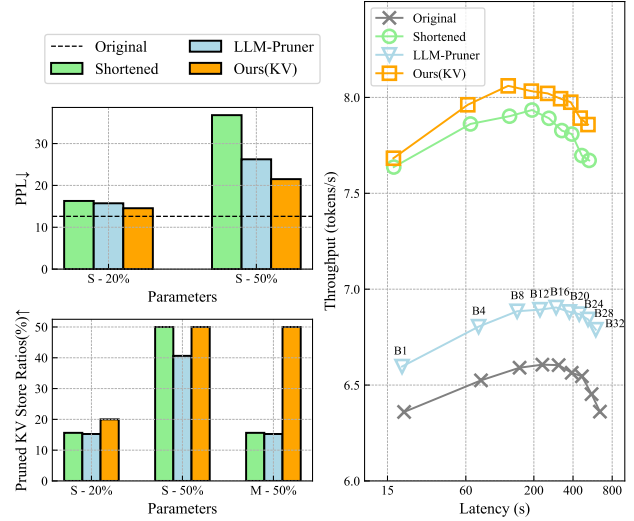 Original
Shortened
LLM-Pruner
Ours(KV)
PPL↓
30
20
10
0
S - 20%
S - 50%
Parameters
Pruned KV Store Ratios(%)↑
50
40
30
20
10
0
S - 20%
S - 50%
M - 50%
Parameters
Original
Shortened
LLM-Pruner
Ours(KV)
Throughput (tokens/s)
8.0
7.5
7.0
6.5
6.0
B1
B4
B8
B12
B16
B20
B24
B28
B32
15
60
200
400
800
Latency (s)